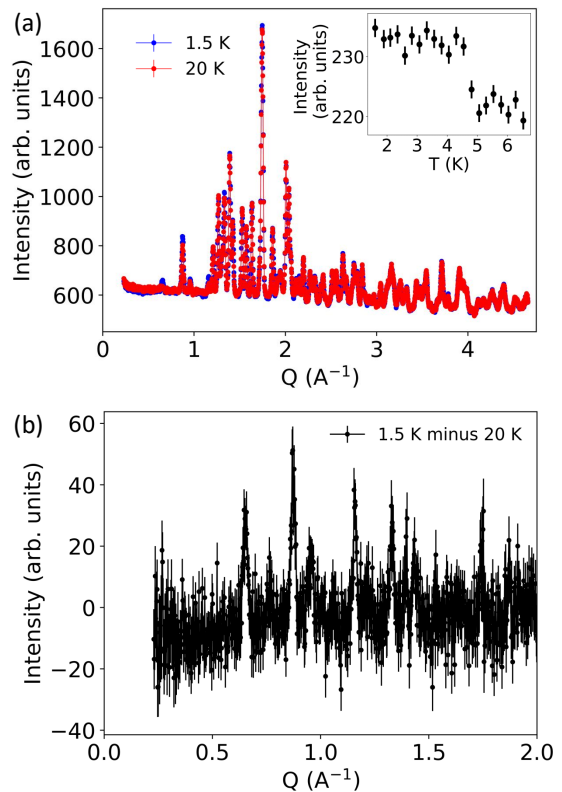 (a)
1.5 K
20 K
Intensity (arb. units)
1600
1400
1200
1000
800
600
0 1 2 3 4
Q (A⁻¹)
Intensity
(arb. units)
230
220
2 3 4 5 6
T (K)
(b)
1.5 K minus 20 K
Intensity (arb. units)
60
40
20
0
−20
−40
0.0 0.5 1.0 1.5 2.0
Q (A⁻¹)